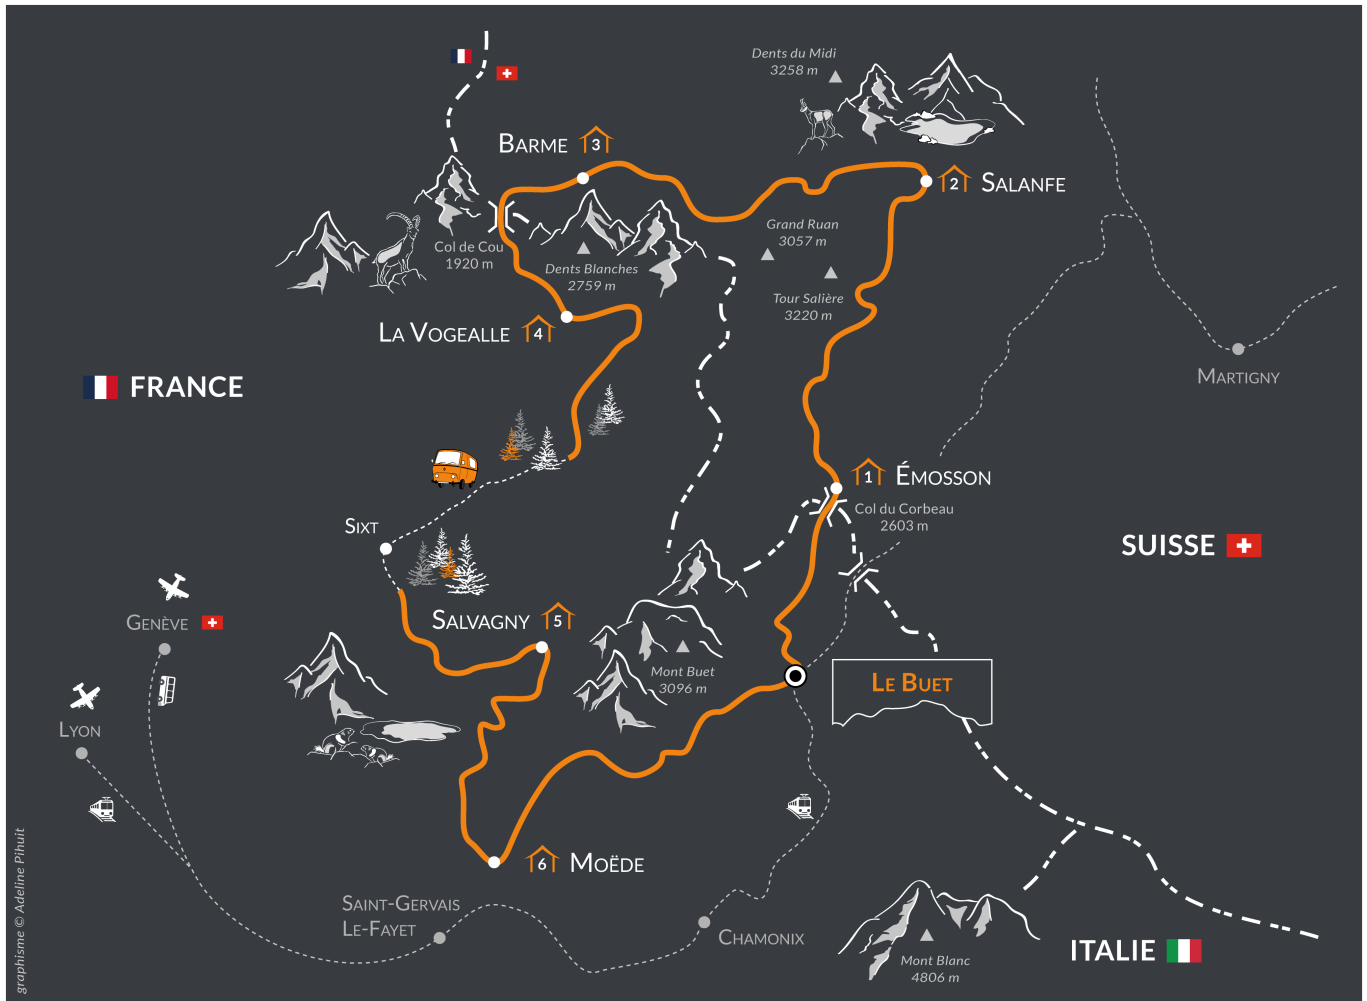 Dents du Midi
3258 m
BARME 3
2 SALANFE
Grand Ruan
3057 m
Col de Cou
1920 m
Dents Blanches
2759 m
Tour Salière
3220 m
LA VOGEALLE 4
FRANCE
MARTIGNY
1 ÉMOSSON
Col du Corbeau
2603 m
SIXT
SUISSE
GENÈVE
SALVAGNY 5
Mont Buet
3096 m
LE BUET
LYON
6 MOËDE
SAINT-GERVAIS
LE-FAYET
CHAMONIX
ITALIE
Mont Blanc
4806 m
graphisme © Adeline Pihuit